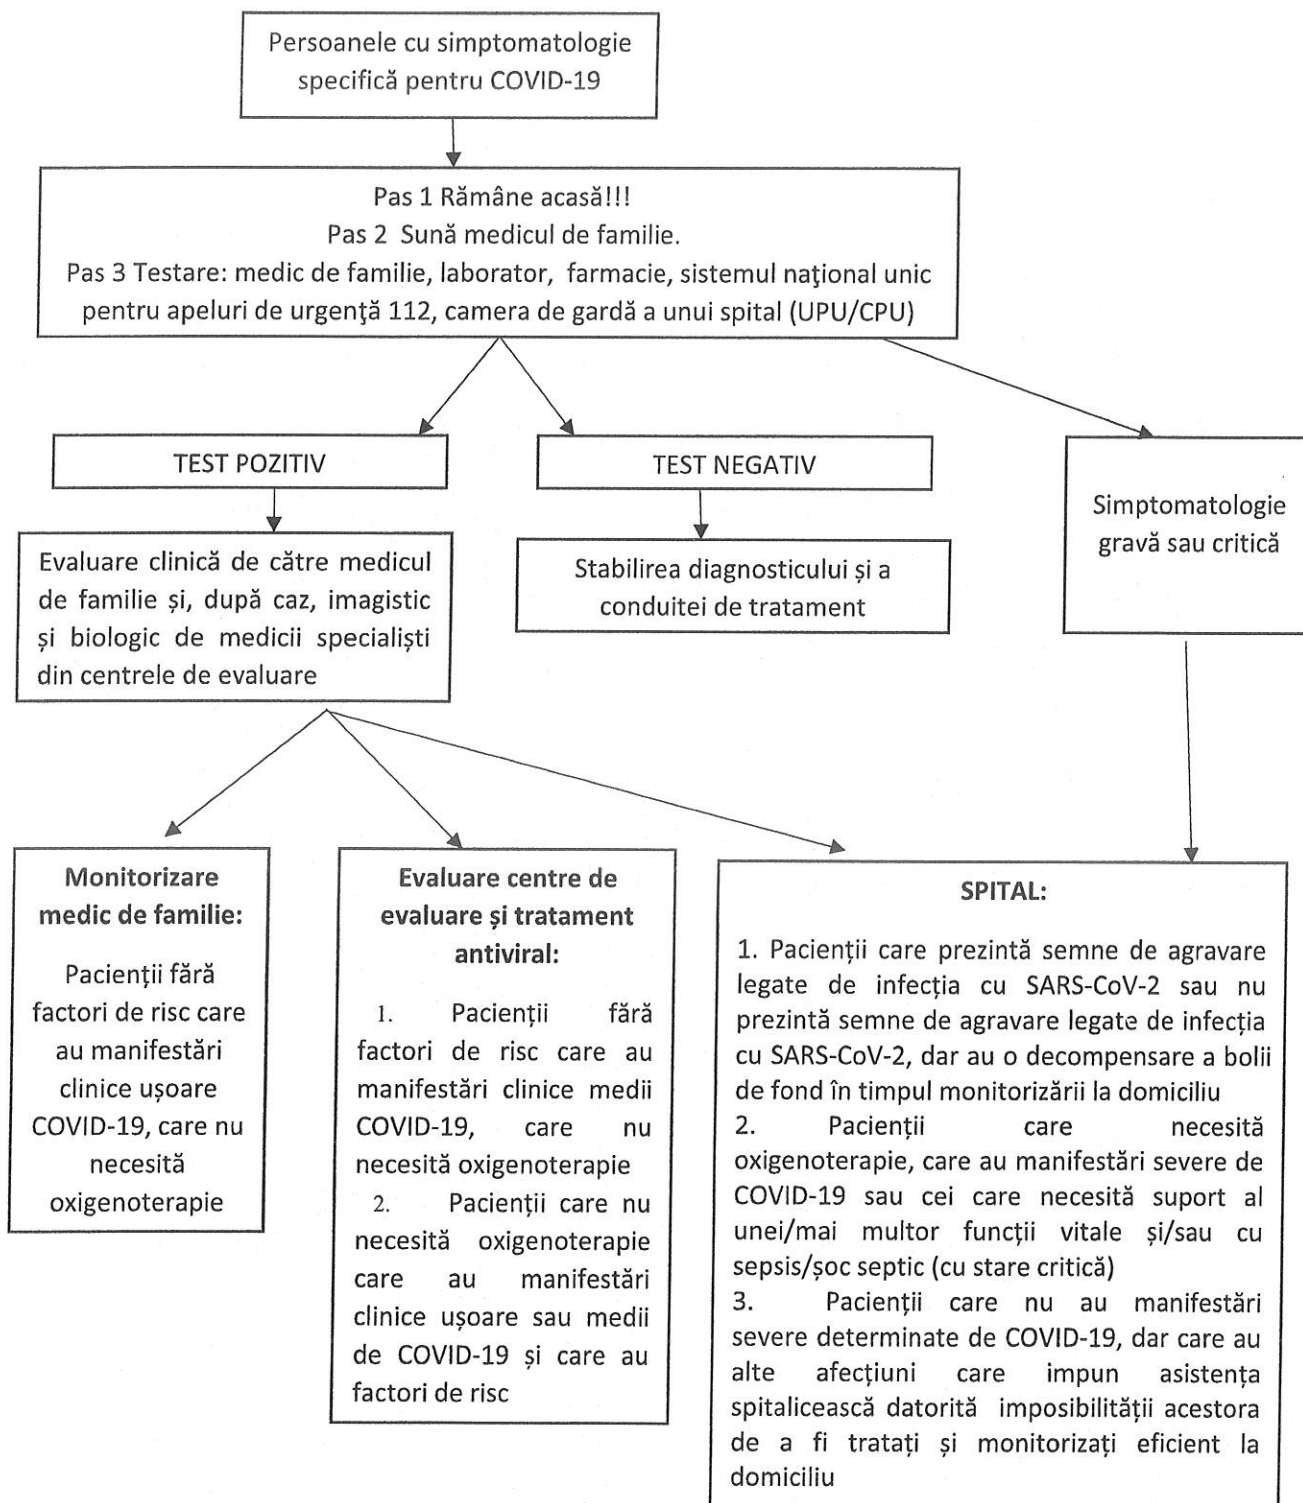 Persoanele cu simptomatologie
specifică pentru COVID-19
Pas 1 Rămâne acasă!!!
Pas 2 Sună medicul de familie.
Pas 3 Testare: medic de familie, laborator, farmacie, sistemul naţional unic
pentru apeluri de urgenţă 112, camera de gardă a unui spital (UPU/CPU)
TEST POZITIV
TEST NEGATIV
Simptomatologie
gravă sau critică
Evaluare clinică de către medicul
de familie și, după caz, imagistic
și biologic de medicii specialiști
din centrele de evaluare
Stabilirea diagnosticului și a
conduitei de tratament
Monitorizare
medic de familie:
Pacienții fără
factori de risc care
au manifestări
clinice ușoare
COVID-19, care nu
necesită
oxigenoterapie
Evaluare centre de
evaluare și tratament
antiviral:
1. Pacienții fără
factori de risc care au
manifestări clinice medii
COVID-19, care nu
necesită oxigenoterapie
2. Pacienții care nu
necesită oxigenoterapie
care au manifestări
clinice ușoare sau medii
de COVID-19 și care au
factori de risc
SPITAL:
1. Pacienții care prezintă semne de agravare
legate de infecția cu SARS-CoV-2 sau nu
prezintă semne de agravare legate de infecția
cu SARS-CoV-2, dar au o decompensare a bolii
de fond în timpul monitorizării la domiciliu
2. Pacienții care necesită
oxigenoterapie, care au manifestări severe de
COVID-19 sau cei care necesită suport al
unei/mai multor funcții vitale și/sau cu
sepsis/șoc septic (cu stare critică)
3. Pacienții care nu au manifestări
severe determinate de COVID-19, dar care au
alte afecțiuni care impun asistența
spitalicească datorită imposibilității acestora
de a fi tratați și monitorizați eficient la
domiciliu